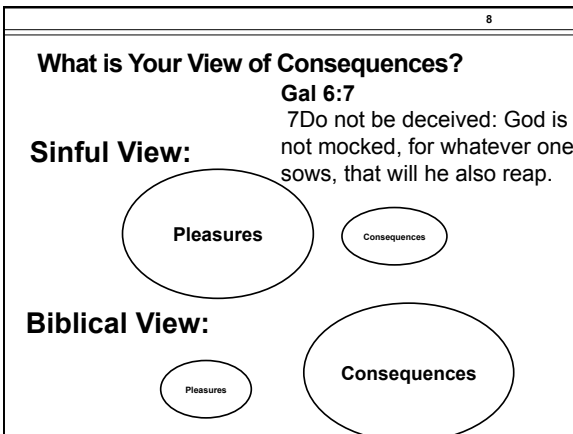 8
What is Your View of Consequences?
Gal 6:7
7Do not be deceived: God is
not mocked, for whatever one
sows, that will he also reap.
Sinful View:
Pleasures
Consequences
Biblical View:
Pleasures
Consequences